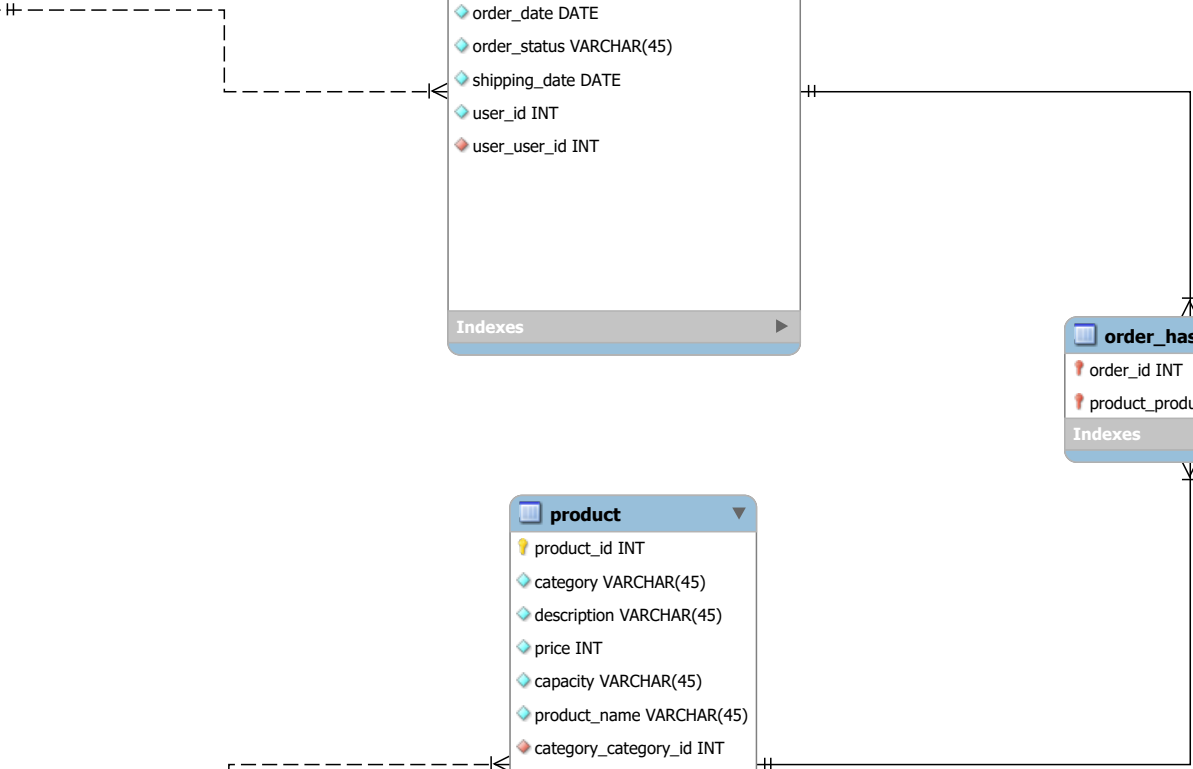 order_date DATE
order_status VARCHAR(45)
shipping_date DATE
user_id INT
user_user_id INT
Indexes
order_has
order_id INT
product_produ
Indexes
product
product_id INT
category VARCHAR(45)
description VARCHAR(45)
price INT
capacity VARCHAR(45)
product_name VARCHAR(45)
category_category_id INT